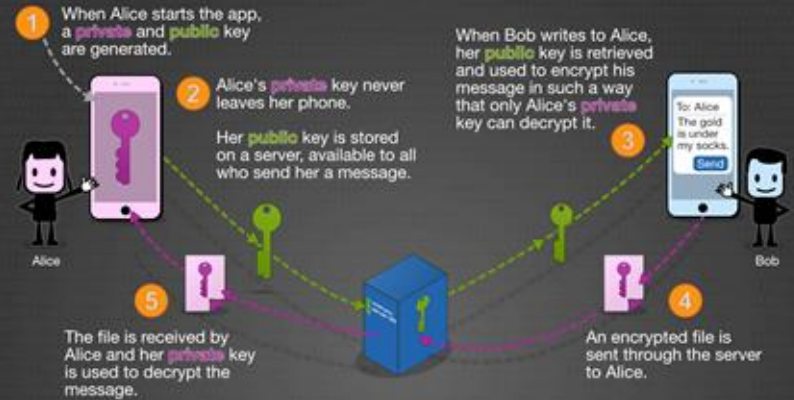 1
When Alice starts the app,
a private and public key
are generated.
2
Alice's private key never
leaves her phone.
Her public key is stored
on a server, available to all
who send her a message.
When Bob writes to Alice,
her public key is retrieved
and used to encrypt his
message in such a way
that only Alice's private
key can decrypt it.
3
To: Alice
The gold
is under
my socks.
Send
Alice
Bob
4
An encrypted file is
sent through the server
to Alice.
5
The file is received by
Alice and her private key
is used to decrypt the
message.